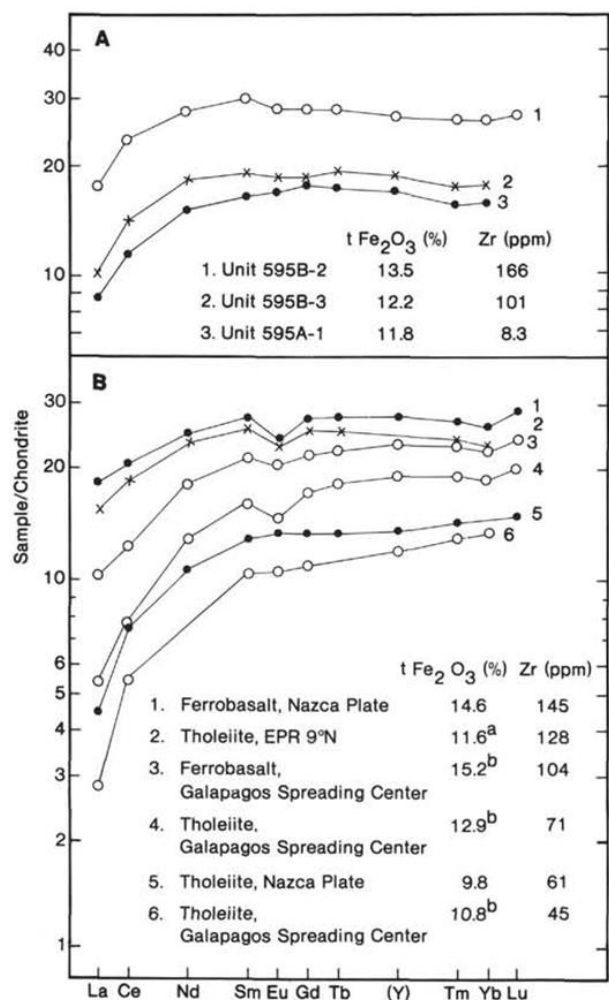 A
40
30
20
10
1
2
3
t Fe2O3 (%) Zr (ppm)
1. Unit 595B-2 13.5 166
2. Unit 595B-3 12.2 101
3. Unit 595A-1 11.8 8.3
B
30
20
10
6
5
4
3
2
1
1
2
3
4
5
6
Sample/Chondrite
t Fe2 O3 (%) Zr (ppm)
1. Ferrobasalt, Nazca Plate 14.6 145
2. Tholeiite, EPR 9°N 11.6a 128
3. Ferrobasalt, 15.2b 104
Galapagos Spreading Center
4. Tholeiite, 12.9b 71
Galapagos Spreading Center
5. Tholeiite, Nazca Plate 9.8 61
6. Tholeiite, 10.8b 45
Galapagos Spreading Center
La Ce Nd Sm Eu Gd Tb (Y) Tm Yb Lu